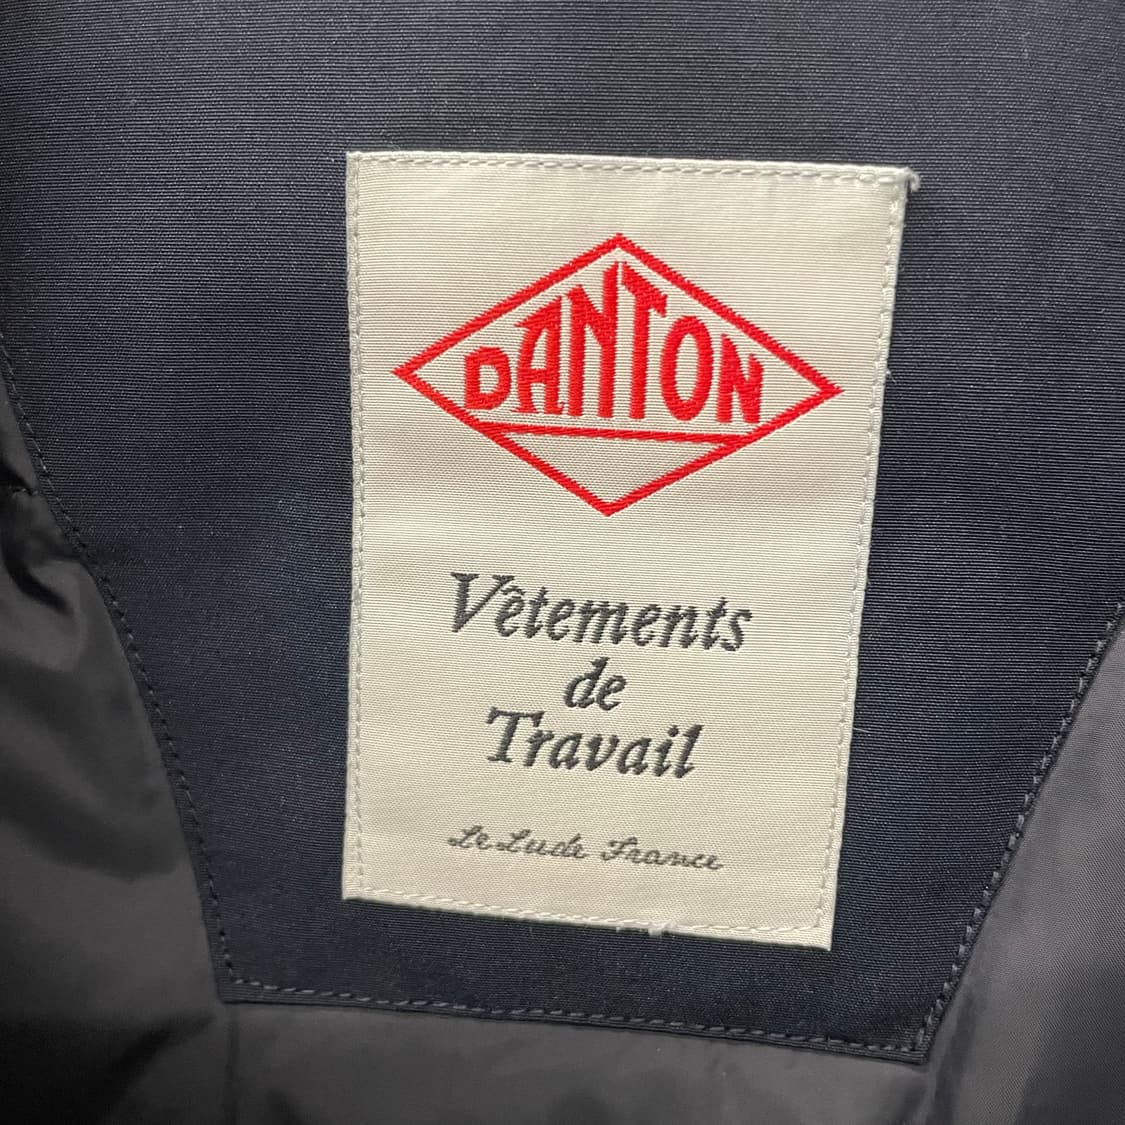 DANTON
Vêtements
de
Travail
Le Lude France